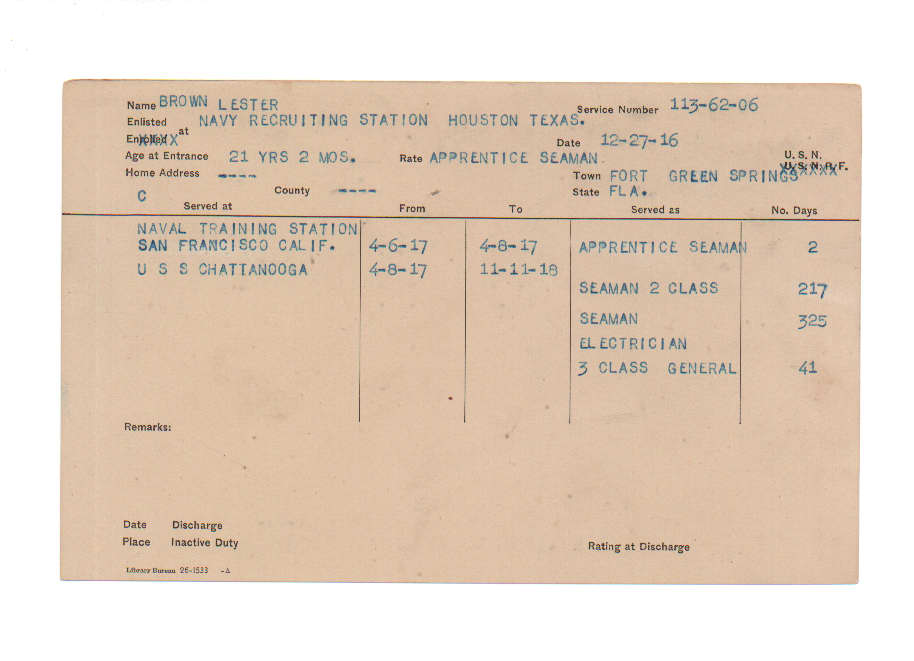 Name BROWN LESTER Service Number 113-62-06
Enlisted at NAVY RECRUITING STATION HOUSTON TEXAS.
Enrolled XXXX Date 12-27-16
Age at Entrance 21 YRS 2 MOS. Rate APPRENTICE SEAMAN. U. S. N.
Home Address ---- Town FORT GREEN SPRINGS U. S. N. R. F. XXXXXX
C County ---- State FLA.
Served at From To Served as No. Days
NAVAL TRAINING STATION
SAN FRANCISCO CALIF. 4-6-17 4-8-17 APPRENTICE SEAMAN 2
U S S CHATTANOOGA 4-8-17 11-11-18
SEAMAN 2 CLASS 217
SEAMAN 325
ELECTRICIAN
3 CLASS GENERAL 41
Remarks:
Date Discharge
Place Inactive Duty Rating at Discharge
Library Bureau 26-1533 -A